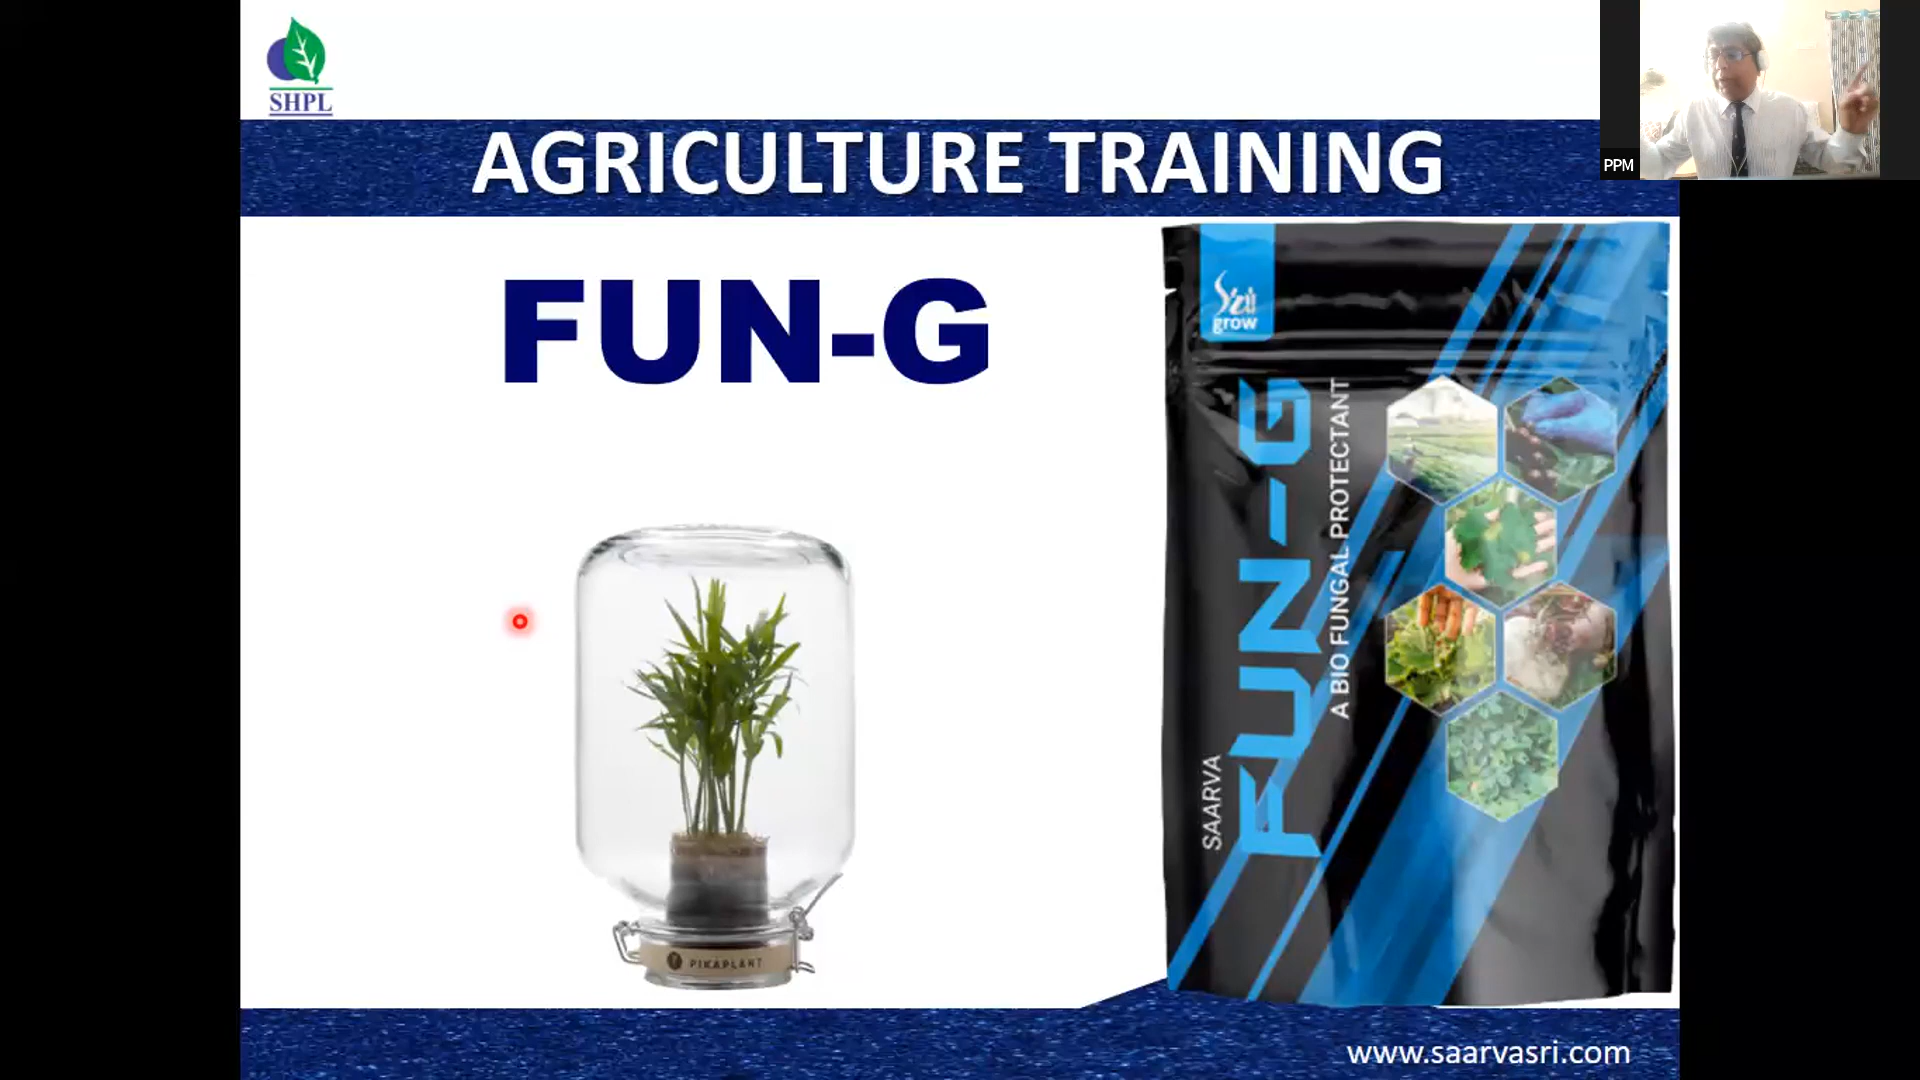 SHPL
AGRICULTURE TRAINING
PPM
FUN-G
grow
SAARVA
FUN-G
A BIO FUNGAL PROTECTANT
PIKAPLANT
www.saarvasri.com